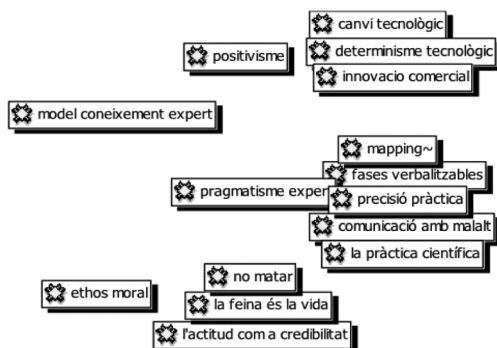 canvi tecnològic
positivisme
determinisme tecnològic
innovacio comercial
model coneixement expert
mapping~
fases verbalitzables
pragmatisme exper
precisió pràctica
comunicació amb malalt
la pràctica científica
no matar
ethos moral
la feina és la vida
l'actitud com a credibilitat